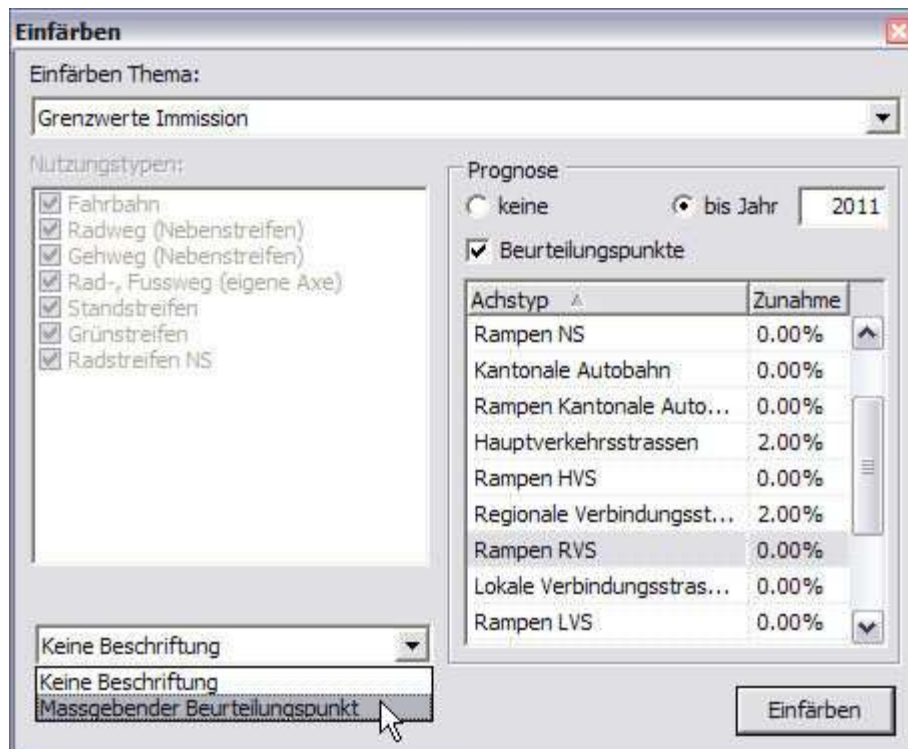 Einfärben
Einfärben Thema:
Grenzwerte Immission
Nutzungstypen:
Fahrbahn
Radweg (Nebenstreifen)
Gehweg (Nebenstreifen)
Rad-, Fussweg (eigene Axe)
Standstreifen
Grünstreifen
Radstreifen NS
Keine Beschriftung
Keine Beschriftung
Massgebender Beurteilungspunkt
Prognose
keine bis Jahr 2011
Beurteilungspunkte
Achstyp Zunahme
Rampen NS 0.00%
Kantonale Autobahn 0.00%
Rampen Kantonale Auto... 0.00%
Hauptverkehrsstrassen 2.00%
Rampen HVS 0.00%
Regionale Verbindungsst... 2.00%
Rampen RVS 0.00%
Lokale Verbindungsstras... 0.00%
Rampen LVS 0.00%
Einfärben